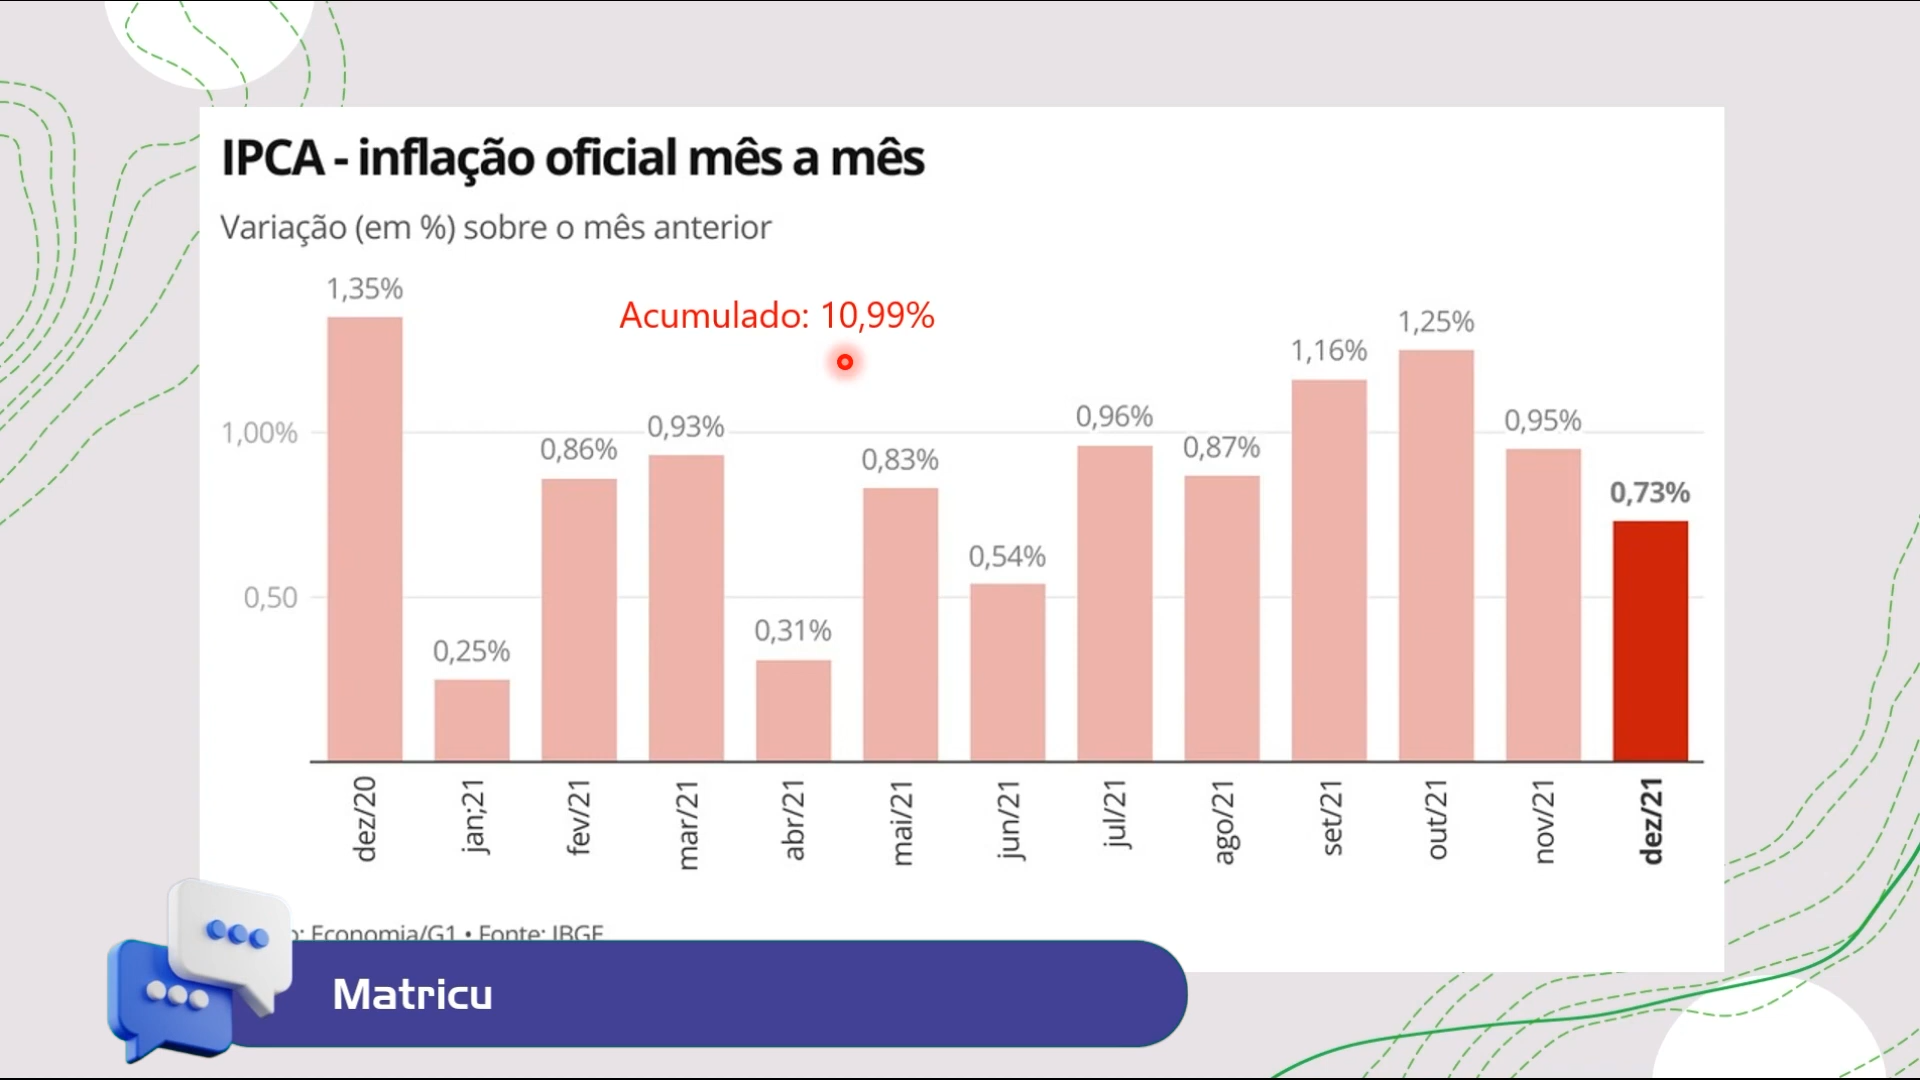 IPCA - inflação oficial mês a mês
Variação (em %) sobre o mês anterior
Acumulado: 10,99%
1,35%
0,25%
0,86%
0,93%
0,31%
0,83%
0,54%
0,96%
0,87%
1,16%
1,25%
0,95%
0,73%
1,00%
0,50
dez/20
jan;21
fev/21
mar/21
abr/21
mai/21
jun/21
jul/21
ago/21
set/21
out/21
nov/21
dez/21
Economia/G1 • Fonte: IBGE
Matricu